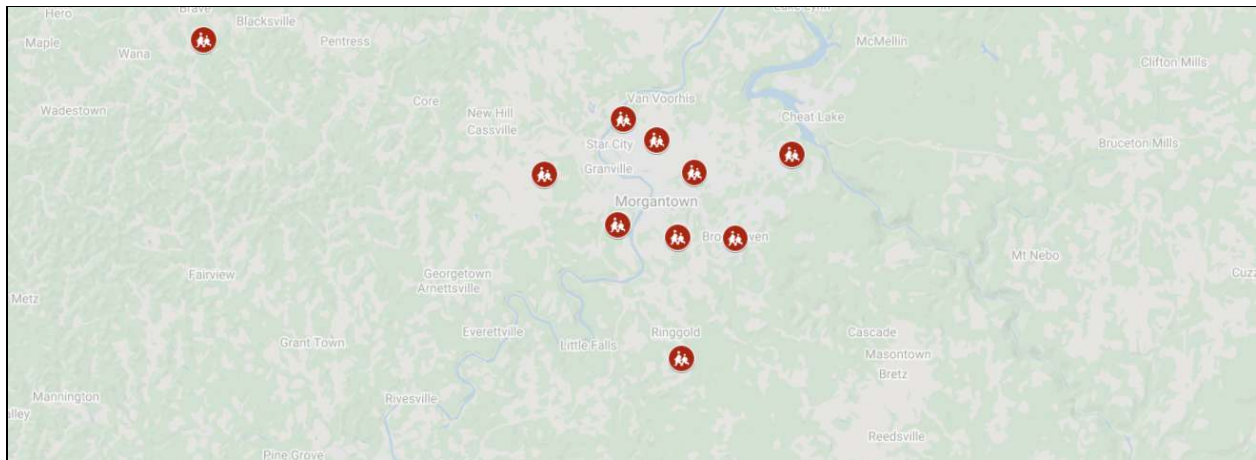 Hero
Brave
Blacksville
Maple
Wana
Pentress
McMellin
Clifton Mills
Wadestown
Core
New Hill
Cassville
Van Voorhis
Cheat Lake
Star City
Bruceton Mills
Granville
Morgantown
Mt Nebo
Fairview
Georgetown
Arnettsville
Metz
Everettville
Ringgold
Cascade
Grant Town
Little Falls
Masontown
Bretz
Mannington
Rivesville
Reedsville
Pine Grove